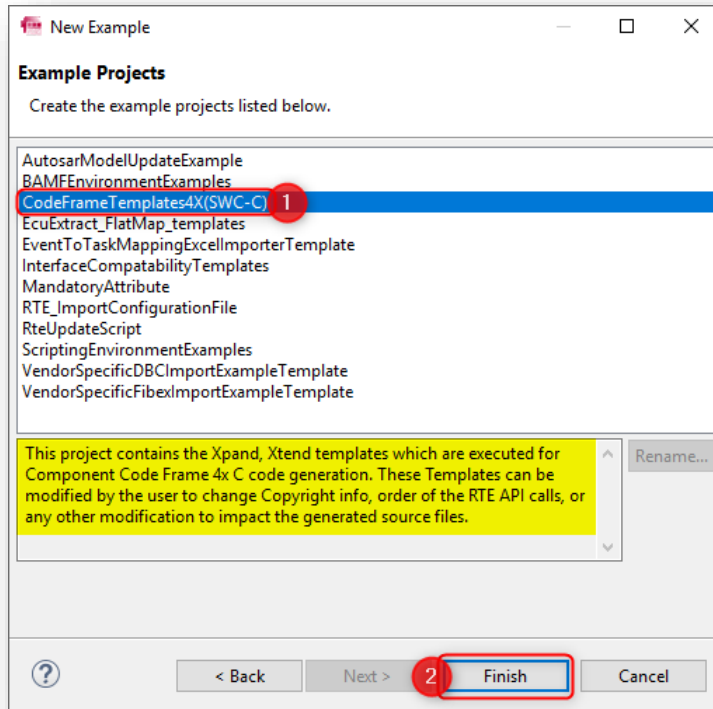 New Example
Example Projects
Create the example projects listed below.
AutosarModelUpdateExample
BAMFEnvironmentExamples
CodeFrameTemplates4X(SWC-C) 1
EcuExtract_FlatMap_templates
EventToTaskMappingExcelImporterTemplate
InterfaceCompatabilityTemplates
MandatoryAttribute
RTE_ImportConfigurationFile
RteUpdateScript
ScriptingEnvironmentExamples
VendorSpecificDBCImportExampleTemplate
VendorSpecificFibexImportExampleTemplate
This project contains the Xpand, Xtend templates which are executed for
Component Code Frame 4x C code generation. These Templates can be
modified by the user to change Copyright info, order of the RTE API calls, or
any other modification to impact the generated source files.
Rename...
? < Back Next > 2 Finish Cancel